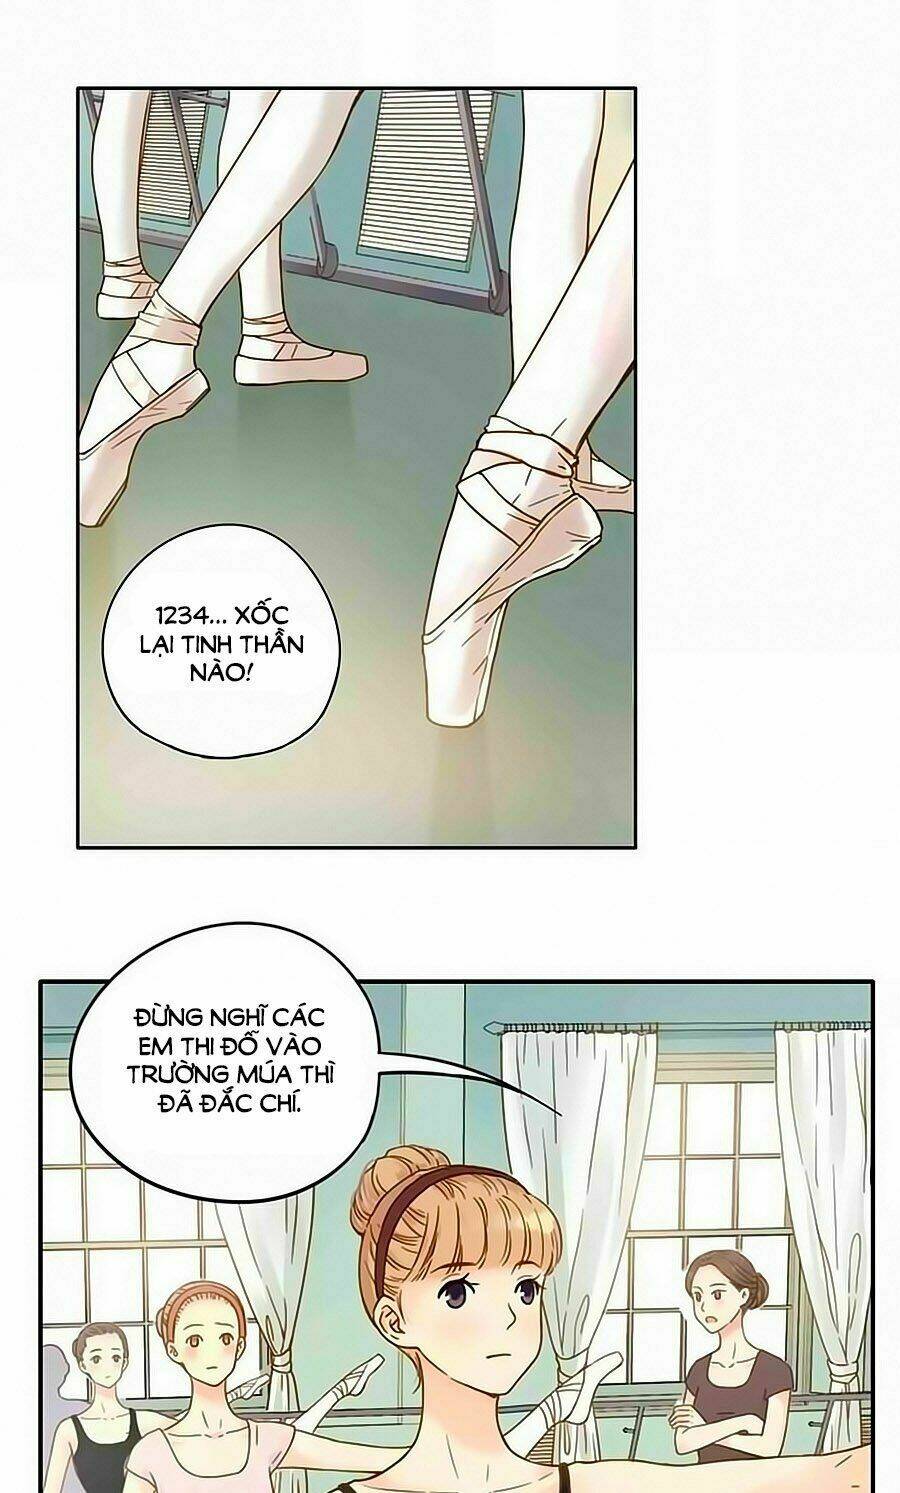 1234... XỐC
LẠI TINH THẦN
NÀO!
ĐỪNG NGHĨ CÁC
EM THI ĐỖ VÀO
TRƯỜNG MÚA THÌ
ĐÃ ĐẮC CHÍ.